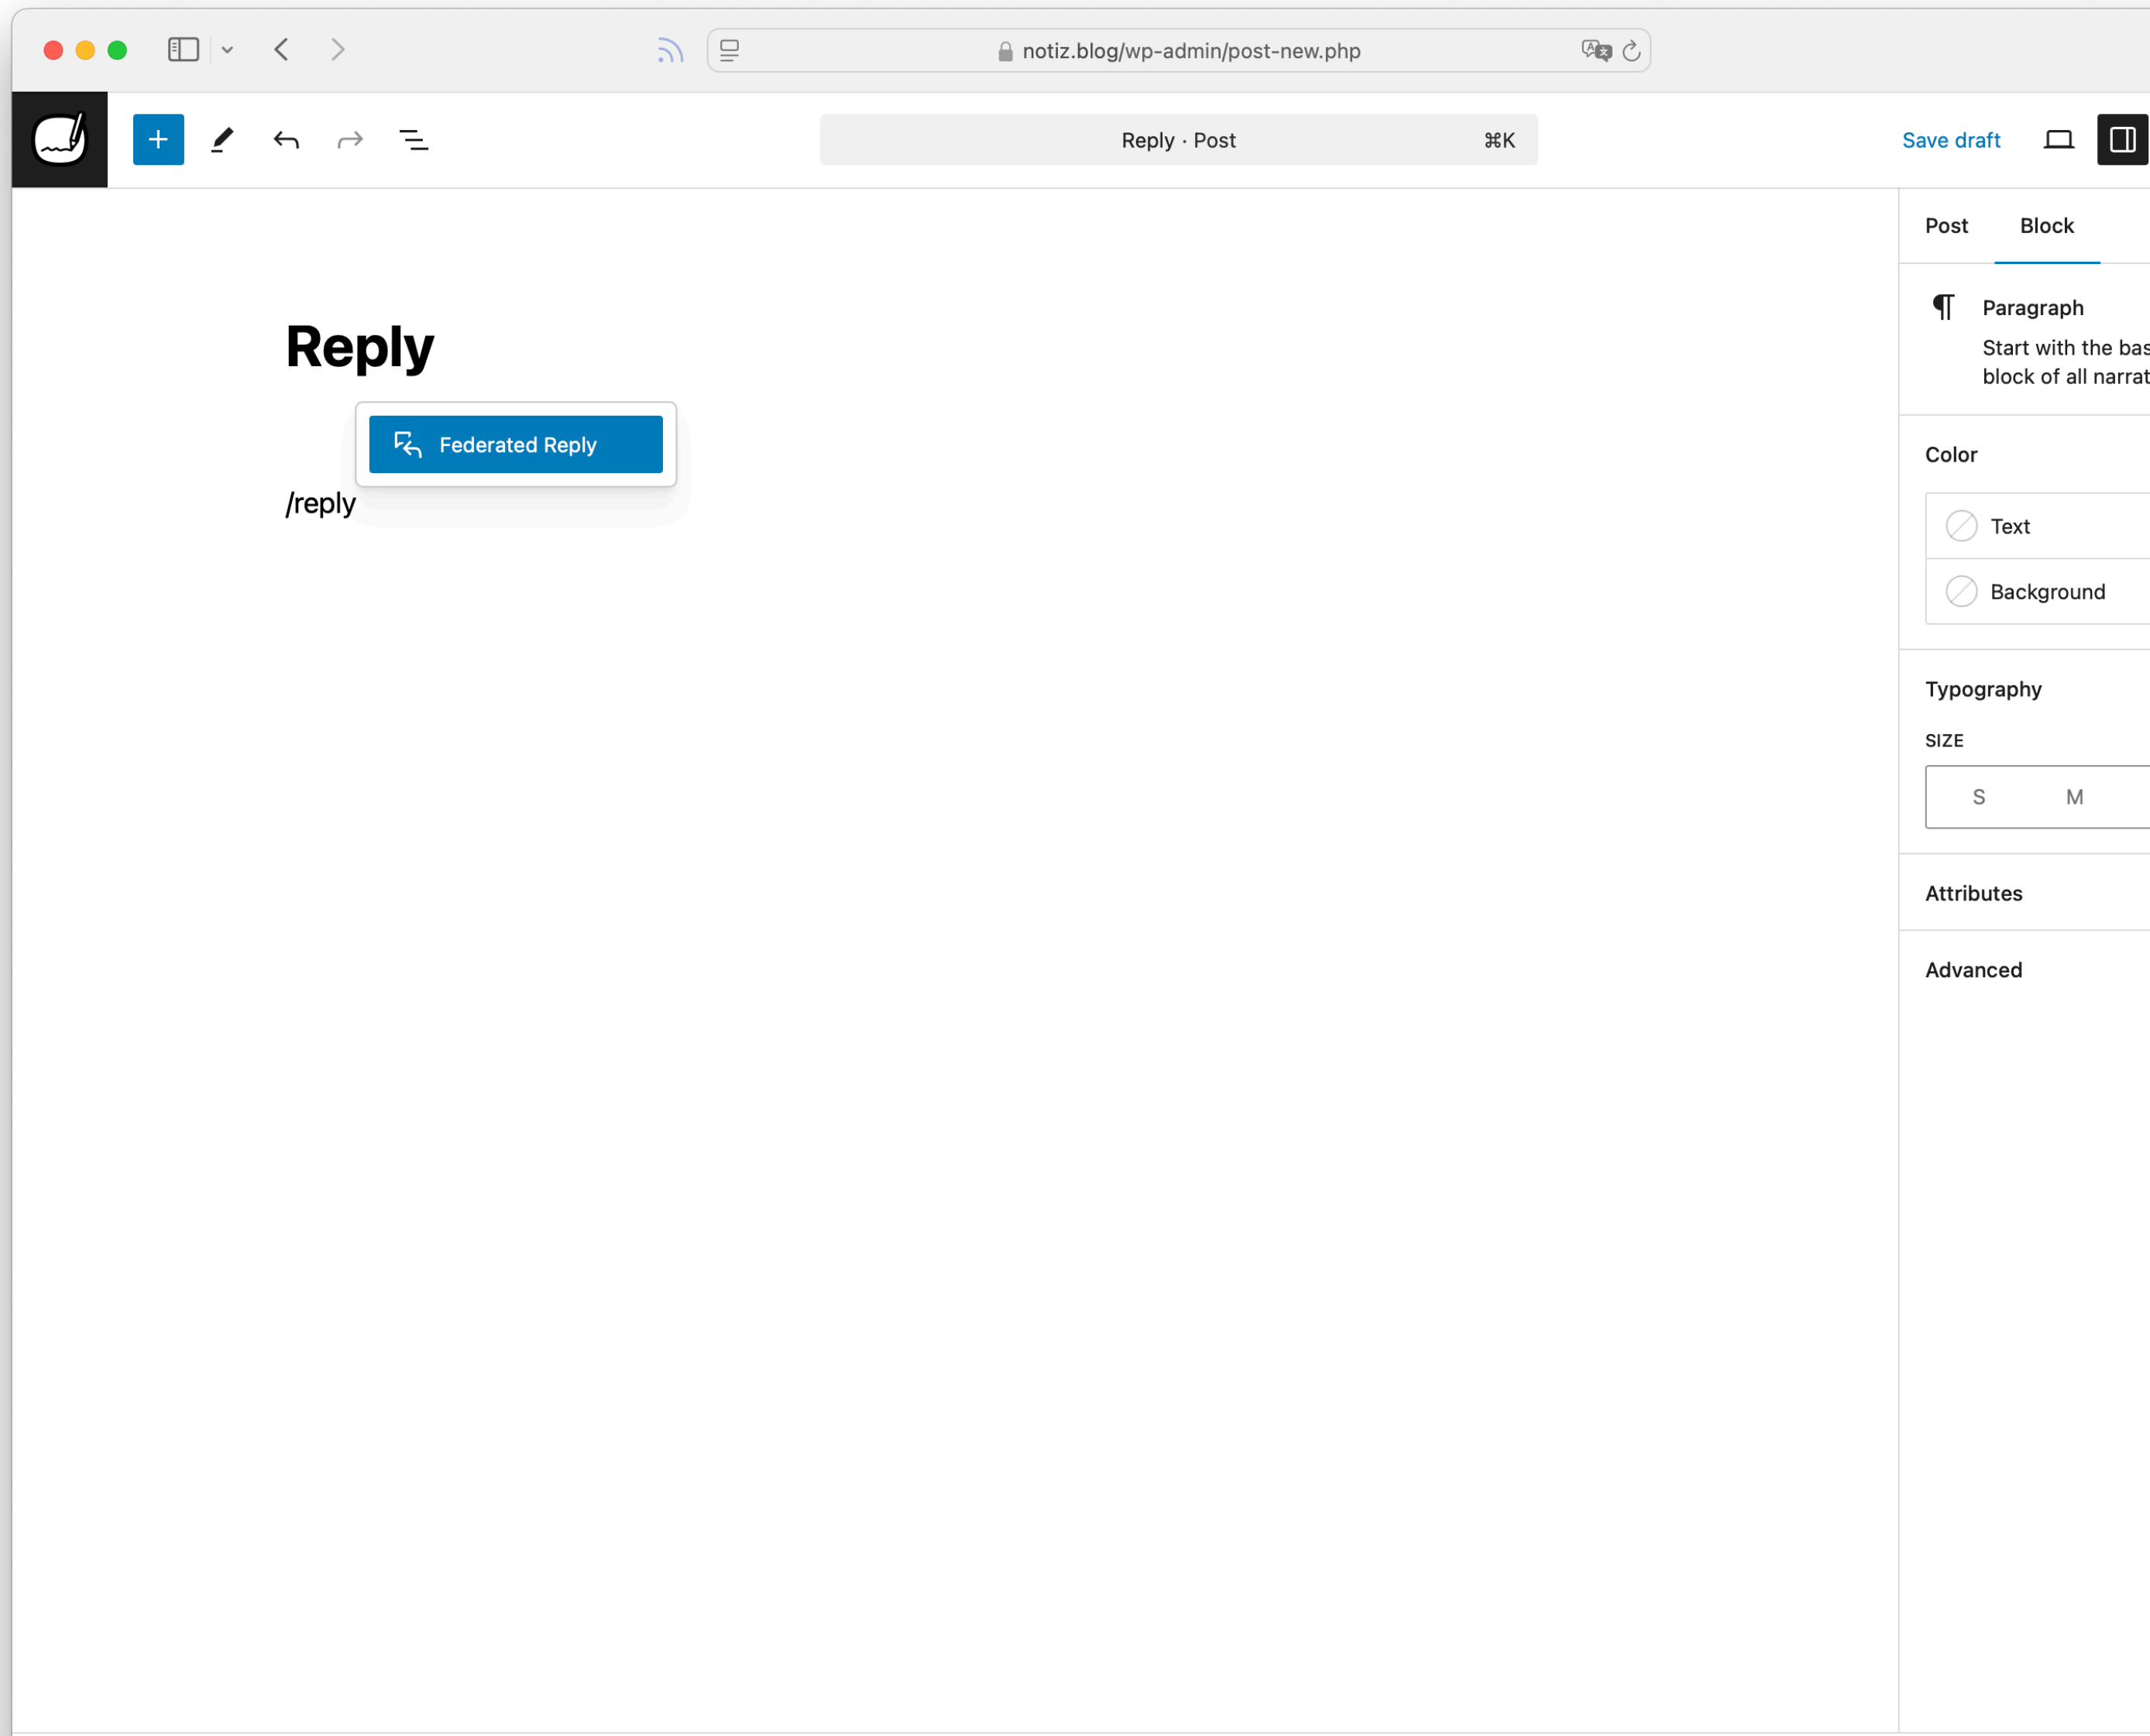 notiz.blog/wp-admin/post-new.php
Reply · Post ⌘K
Save draft
Post Block
Reply
Federated Reply
/reply
Paragraph
Start with the bas
block of all narrat
Color
Text
Background
Typography
SIZE
S M
Attributes
Advanced